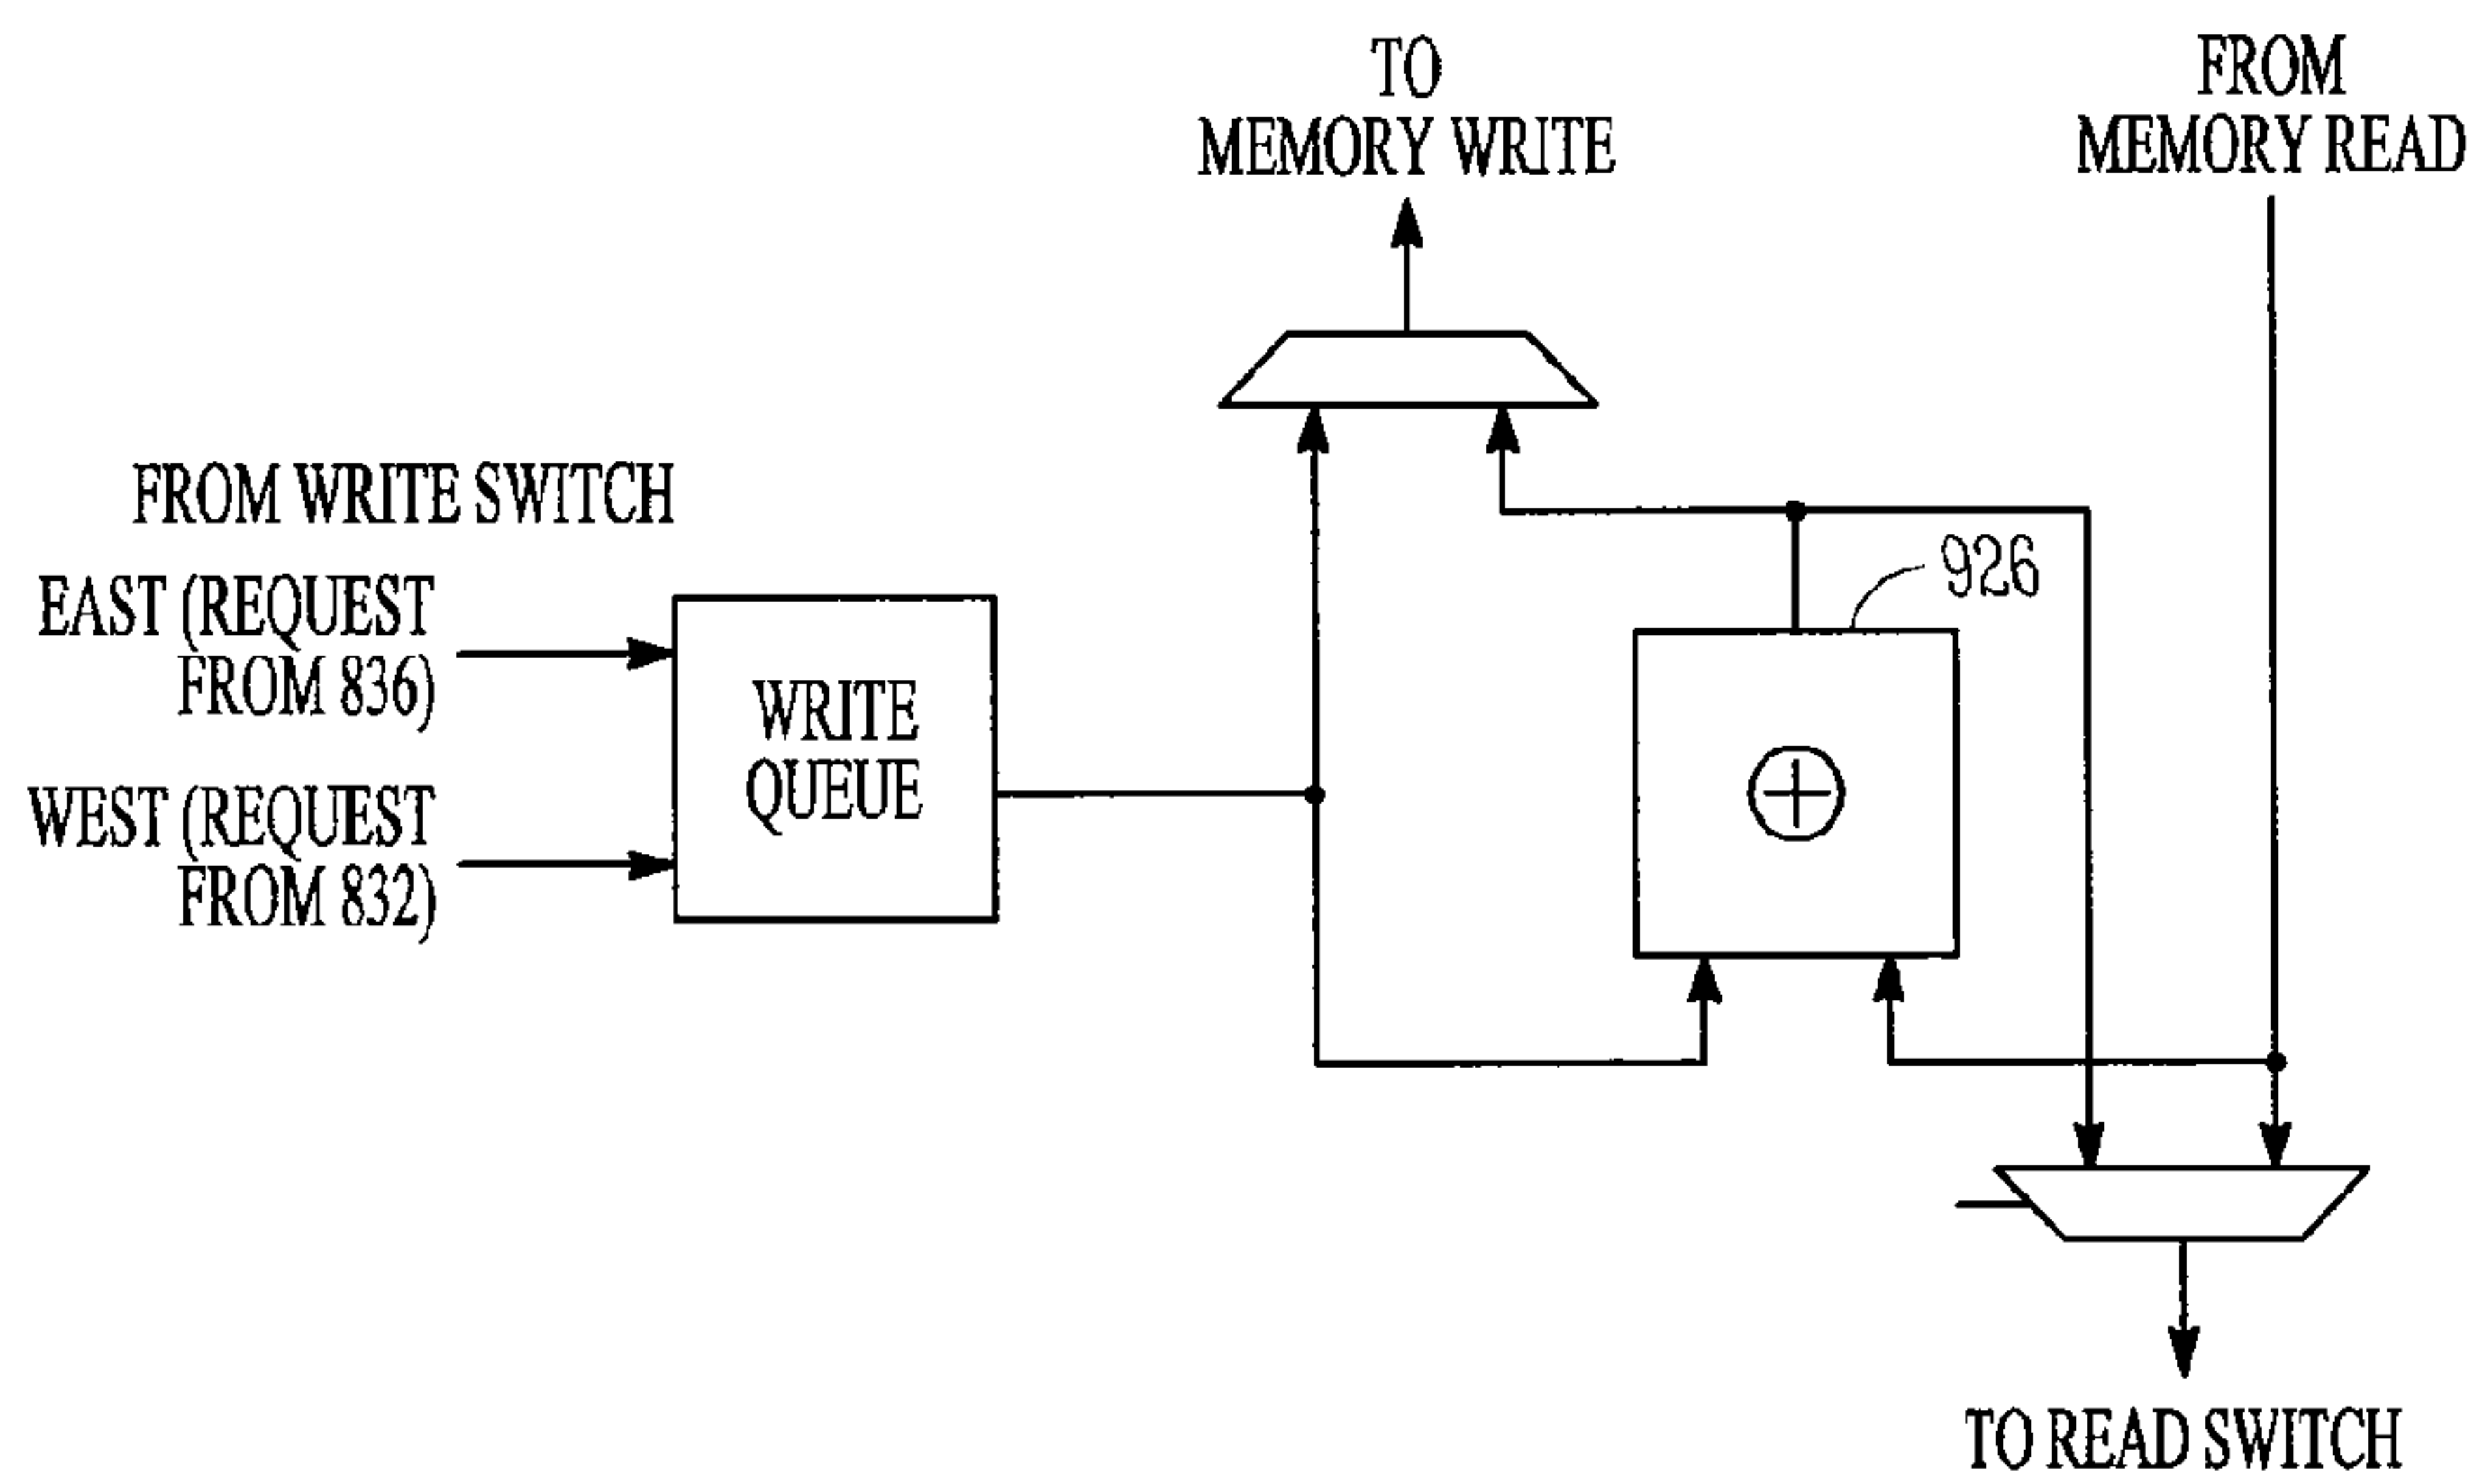 TO
MEMORY WRITE
FROM
MEMORY READ
FROM WRITE SWITCH
EAST (REQUEST
FROM 836)
WEST (REQUEST
FROM 832)
WRITE
QUEUE
926
TO READ SWITCH